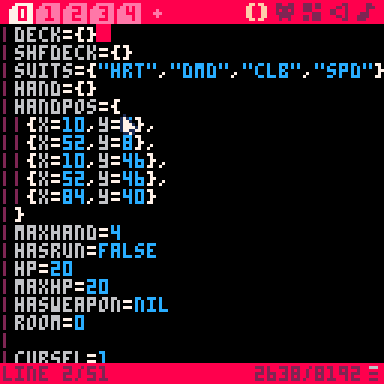 0 1 2 3 4 +
DECK={}
SHFDECK={}
SUITS={"HRT","DMD","CLB","SPD"}
HAND={}
HANDPOS={
{X=10,Y=},
{X=52,Y=8},
{X=10,Y=46},
{X=52,Y=46},
{X=84,Y=40}
}
MAXHAND=4
HASRUN=FALSE
HP=20
MAXHP=20
HASWEAPON=NIL
ROOM=0
CURSEL=1
LINE 2/51 2638/8192